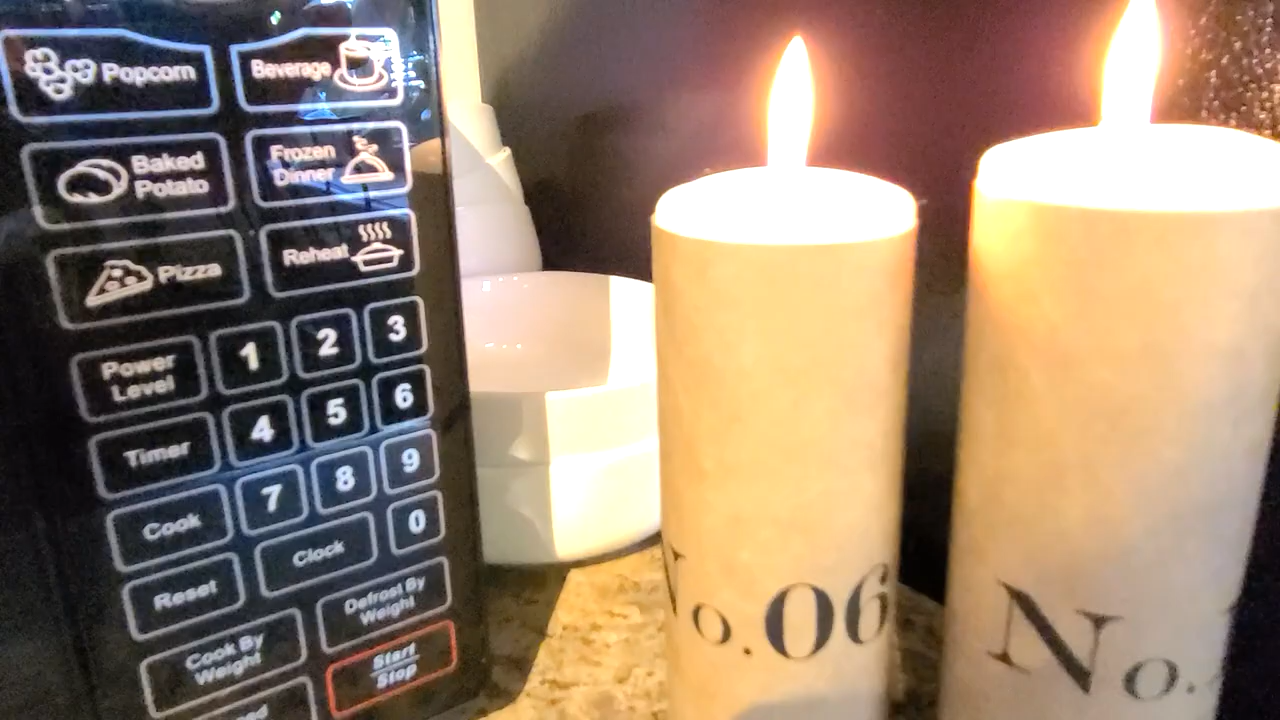 Popcorn
Beverage
Baked
Potato
Frozen
Dinner
Pizza
Reheat
Power
Level
1
2
3
Timer
4
5
6
Cook
7
8
9
Reset
Clock
0
Cook By
Weight
Defrost By
Weight
Start
Stop
No.06
No.